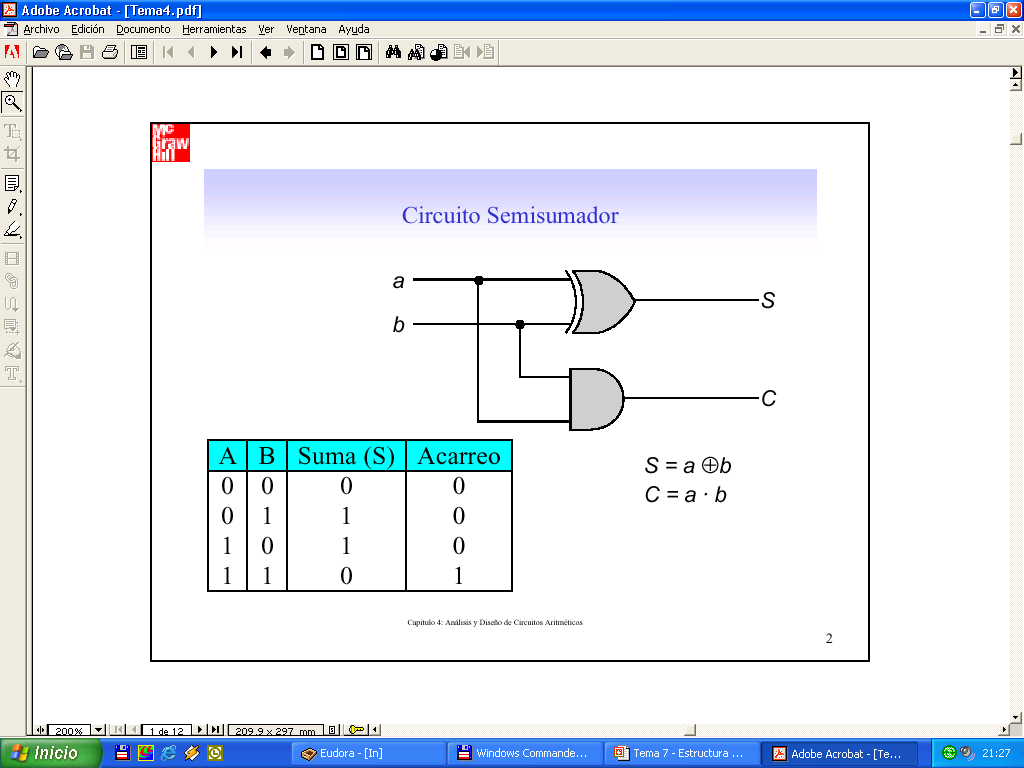 Adobe Acrobat - [Tema4.pdf]
Archivo Edición Documento Herramientas Ver Ventana Ayuda
Mc
Graw
Hill
Circuito Semisumador
a
b
S
C
A B Suma (S) Acarreo
0 0 0 0
0 1 1 0
1 0 1 0
1 1 0 1
S = a ⊕b
C = a · b
Capitulo 4: Análisis y Diseño de Circuitos Aritméticos
2
200% 1 de 12 209.9 x 297 mm
Inicio Eudora - [In] Windows Commande... Tema 7 - Estructura ... Adobe Acrobat - [Te... 21:27